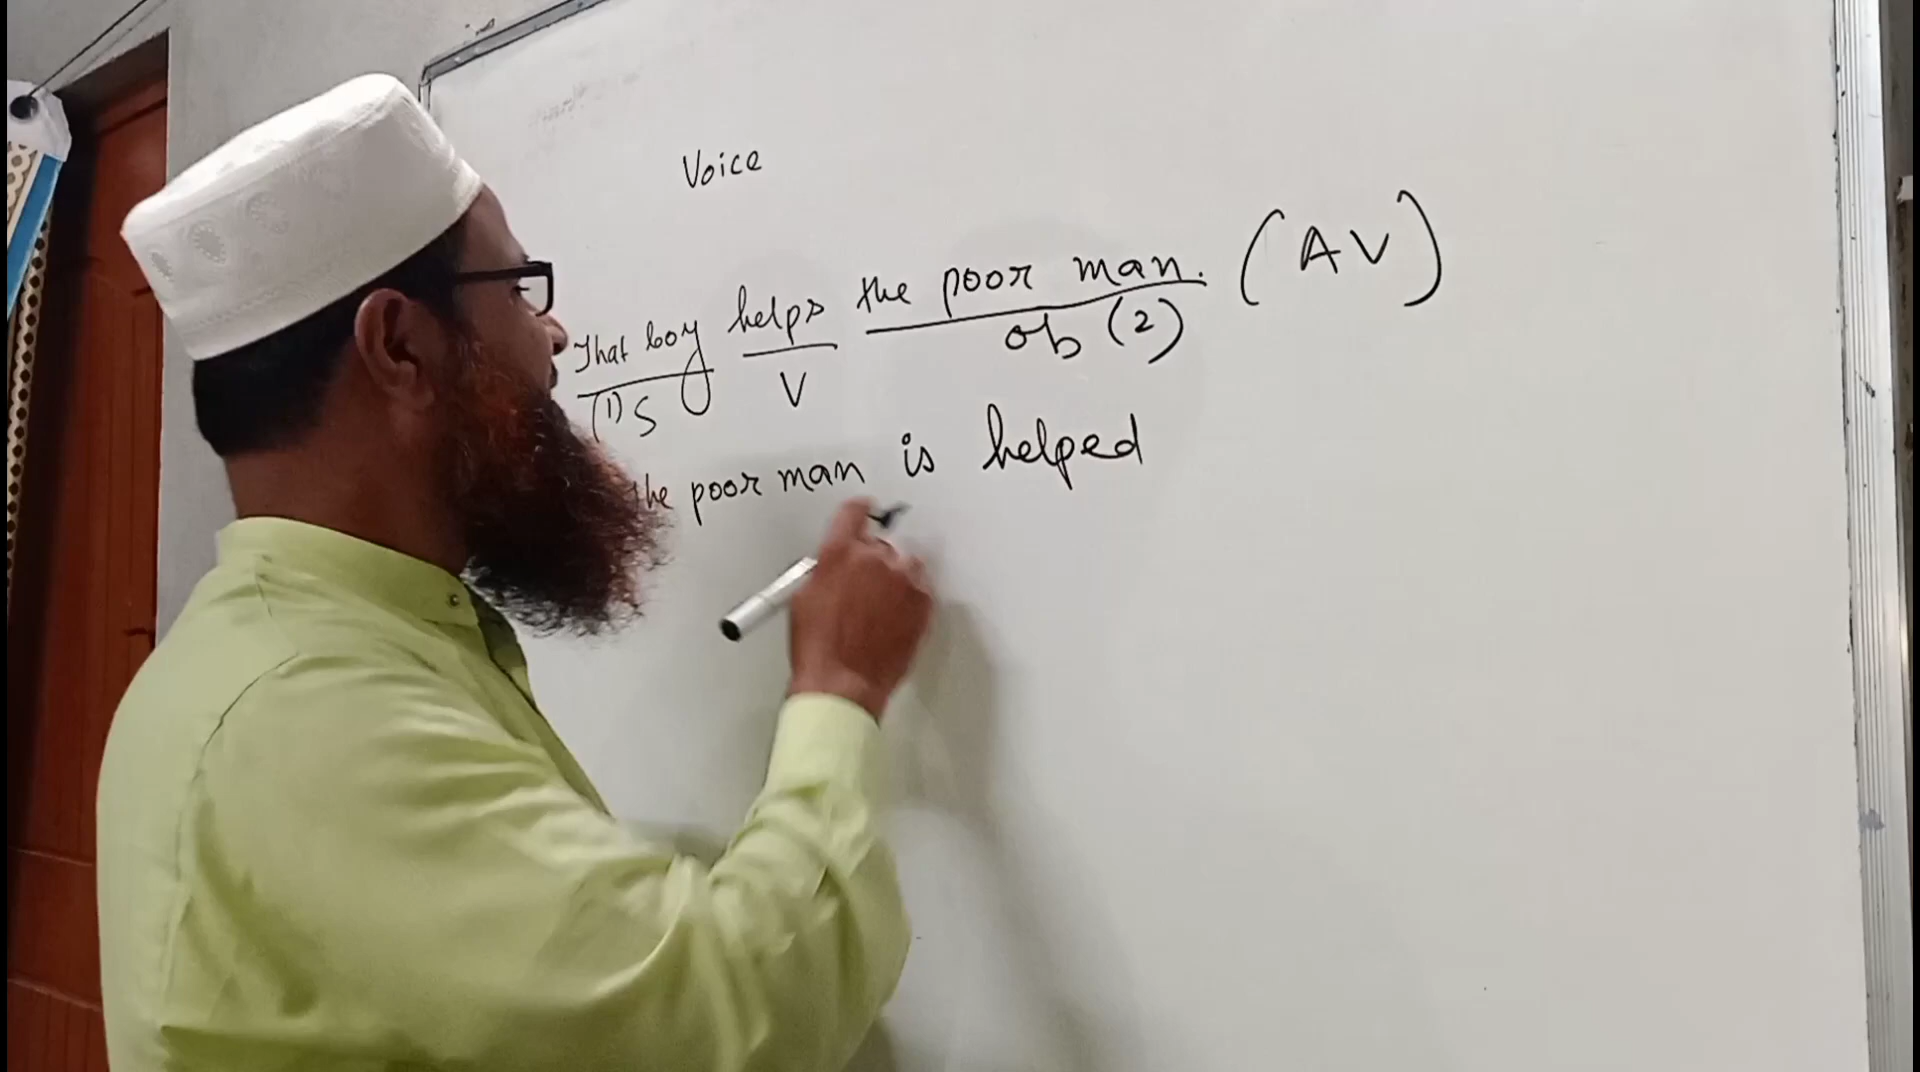 Voice
That boy helps the poor man. (AV)
(1) S V ob (2)
the poor man is helped